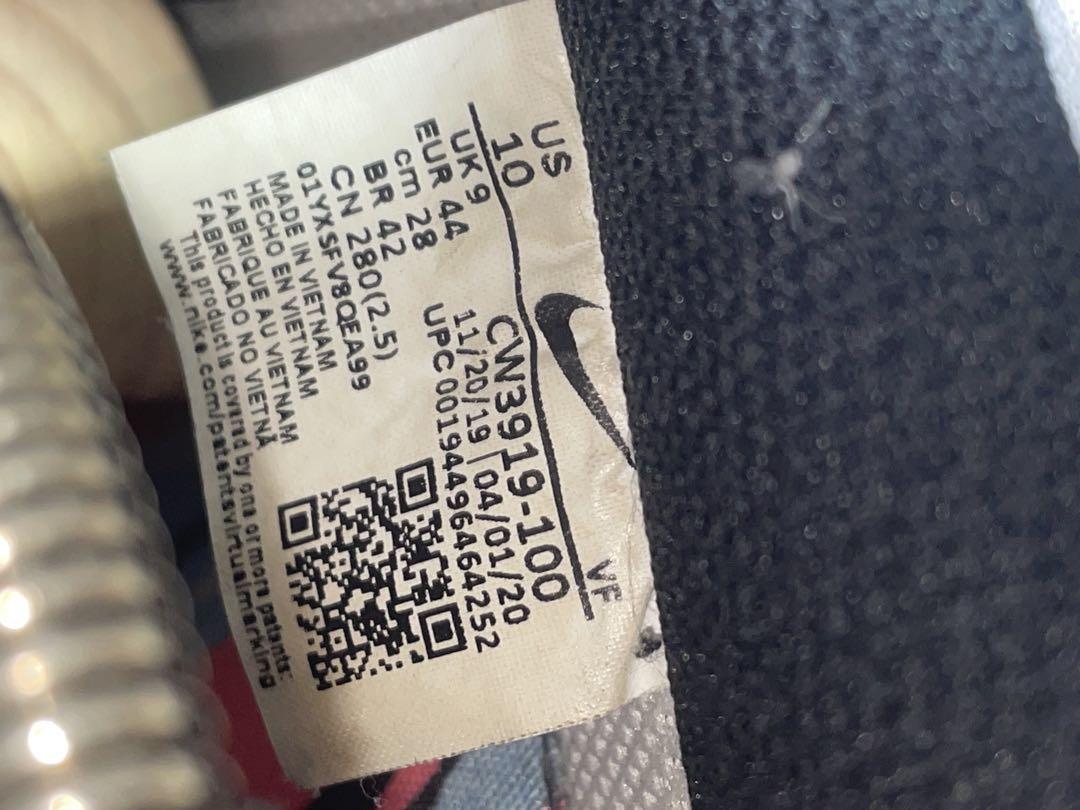 US
10
VF
UK 9
EUR 44
cm 28
BR 42
CN 280(2.5)
CW3919-100
11/20/19 04/01/20
UPC 00194496464252
01YXSFV8QEA99
MADE IN VIETNAM
HECHO EN VIETNAM
FABRIQUE AU VIETNAM
FABRICADO NO VIETNÃ
This product is covered by one or more patents:
www.nike.com/patentsvirtualmarking